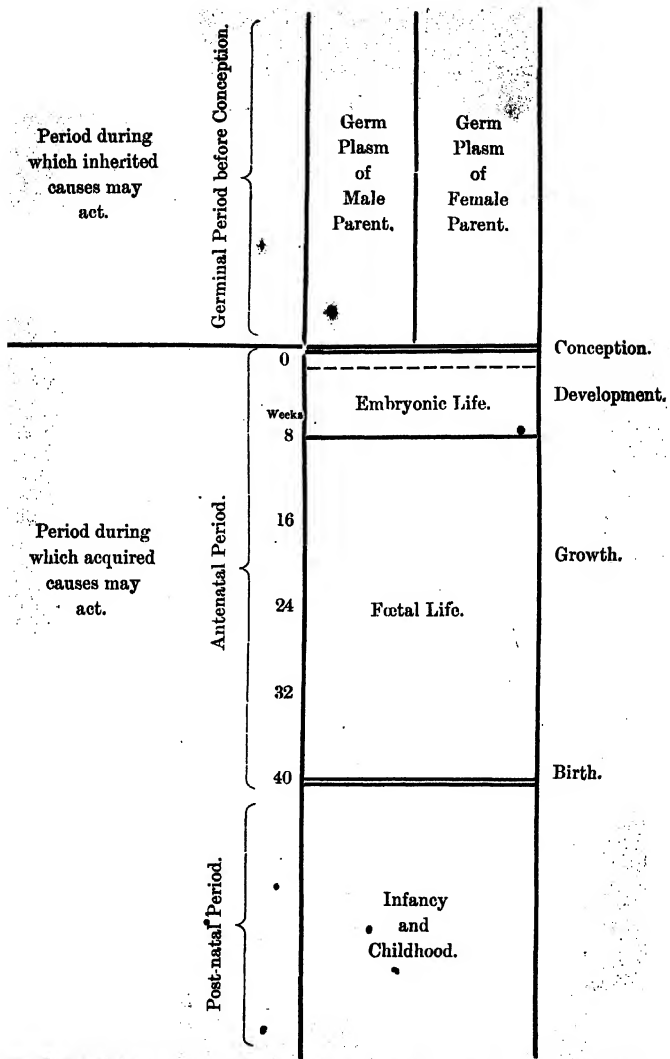 Period during
which inherited
causes may
act.
Germinal Period before Conception.
Germ
Plasm
of
Male
Parent.
Germ
Plasm
of
Female
Parent.
Conception.
0
Development.
Embryonic Life.
Weeks
8
Period during
which acquired
causes may
act.
Antenatal Period.
16
Growth.
24
Fœtal Life.
32
40
Birth.
Post-natal Period.
Infancy
and
Childhood.